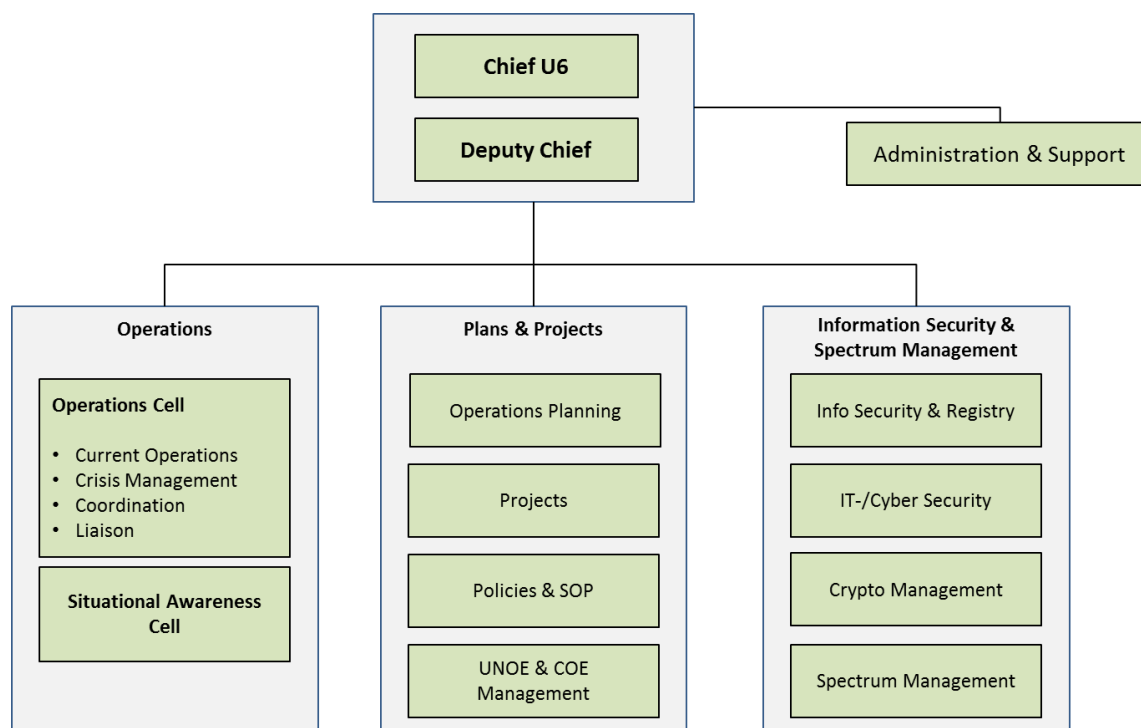 Chief U6
Deputy Chief
Administration & Support
Operations
Operations Cell
• Current Operations
• Crisis Management
• Coordination
• Liaison
Situational Awareness
Cell
Plans & Projects
Operations Planning
Projects
Policies & SOP
UNOE & COE
Management
Information Security &
Spectrum Management
Info Security & Registry
IT-/Cyber Security
Crypto Management
Spectrum Management